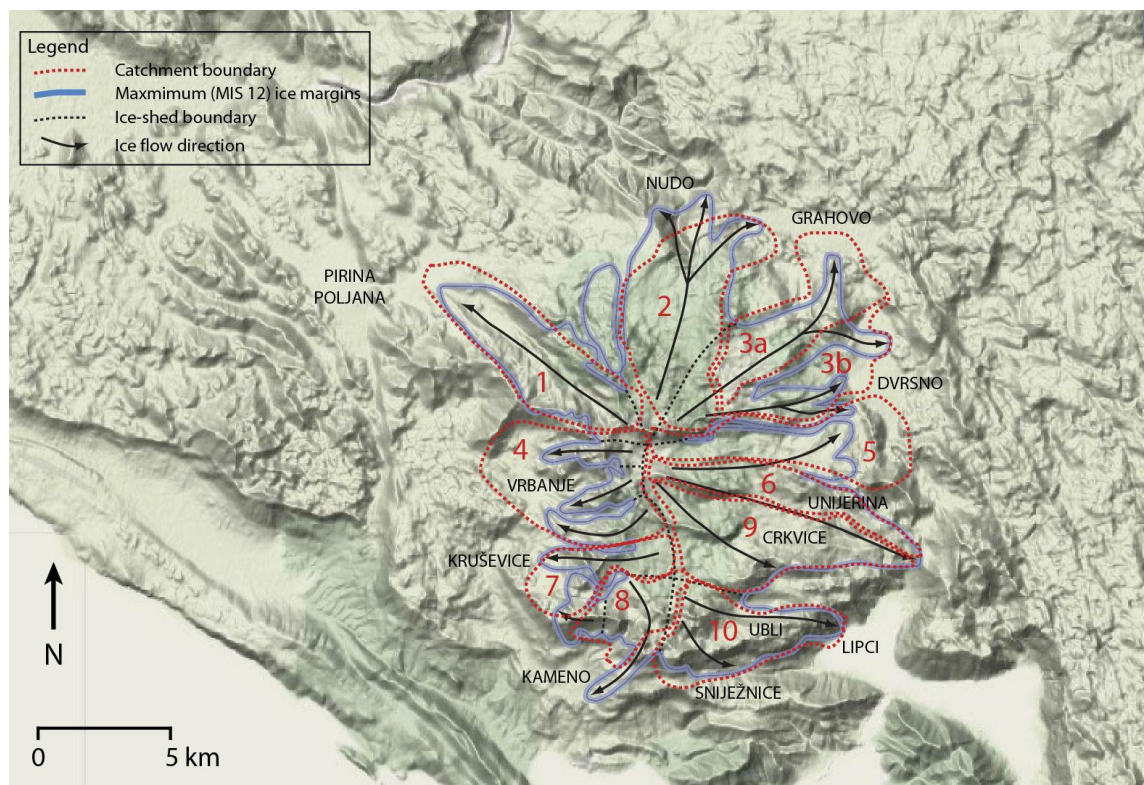 Legend
Catchment boundary
Maxmimum (MIS 12) ice margins
Ice-shed boundary
Ice flow direction
NUDO
GRAHOVO
PIRINA
POLJANA
2
3a
3b
DVRSNO
1
4
5
VRBANJE
6
UNIJERINA
9
CRKVICE
KRUŠEVICE
7
8
10
UBLI
LIPCI
KAMENO
SNIJEŽNICE
N
0
5 km